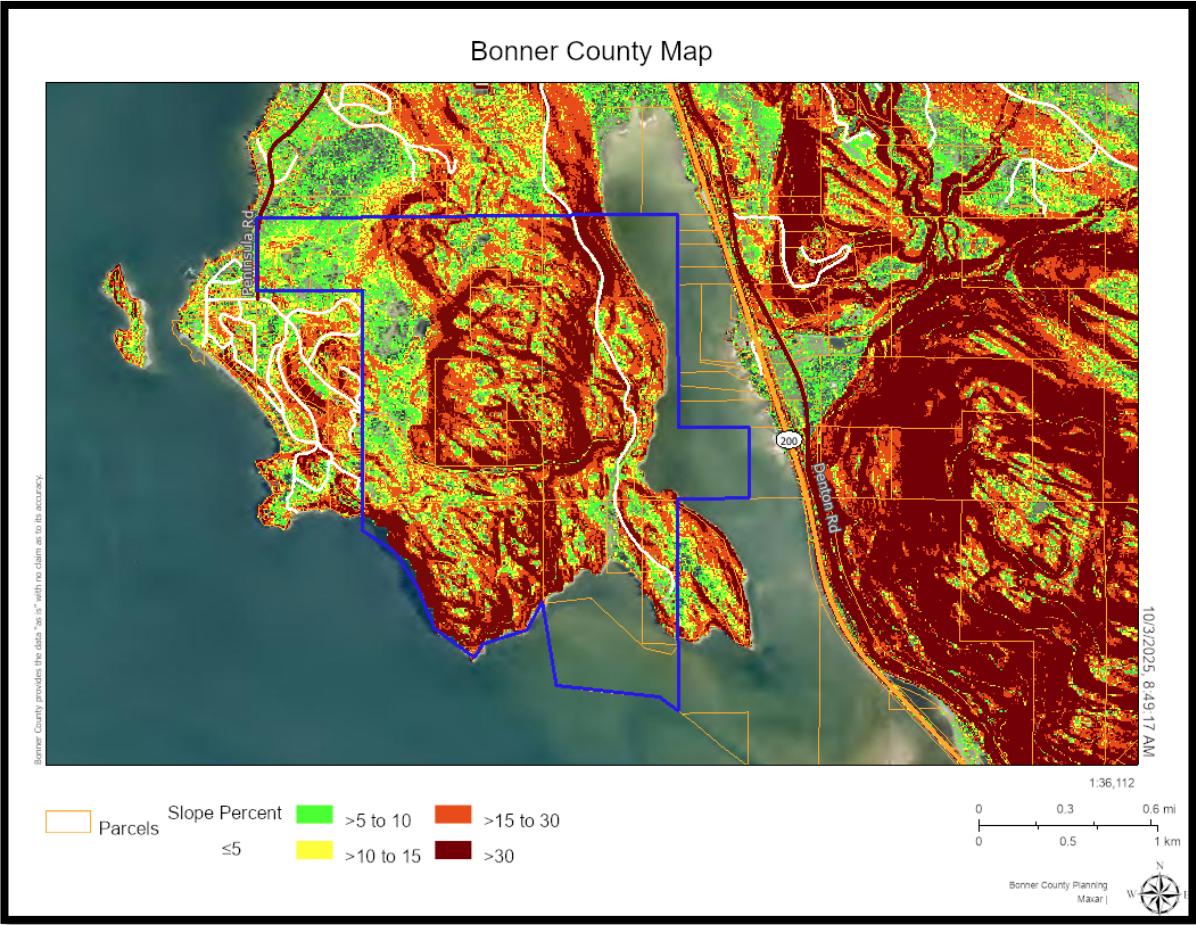 Bonner County Map
Peninsula Rd
200
Denton Rd
Bonner County provides the data "as is" with no claim as to its accuracy.
10/3/2025, 8:49:17 AM
1:36,112
Parcels
Slope Percent
≤5
>5 to 10
>10 to 15
>15 to 30
>30
0 0.3 0.6 mi
0 0.5 1 km
Bonner County Planning
Maxar |
N
W E